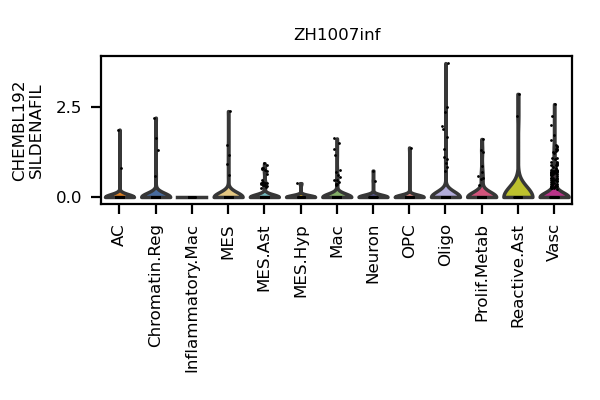 ZH1007inf
CHEMBL192
SILDENAFIL
2.5
0.0
AC
Chromatin.Reg
Inflammatory.Mac
MES
MES.Ast
MES.Hyp
Mac
Neuron
OPC
Oligo
Prolif.Metab
Reactive.Ast
Vasc